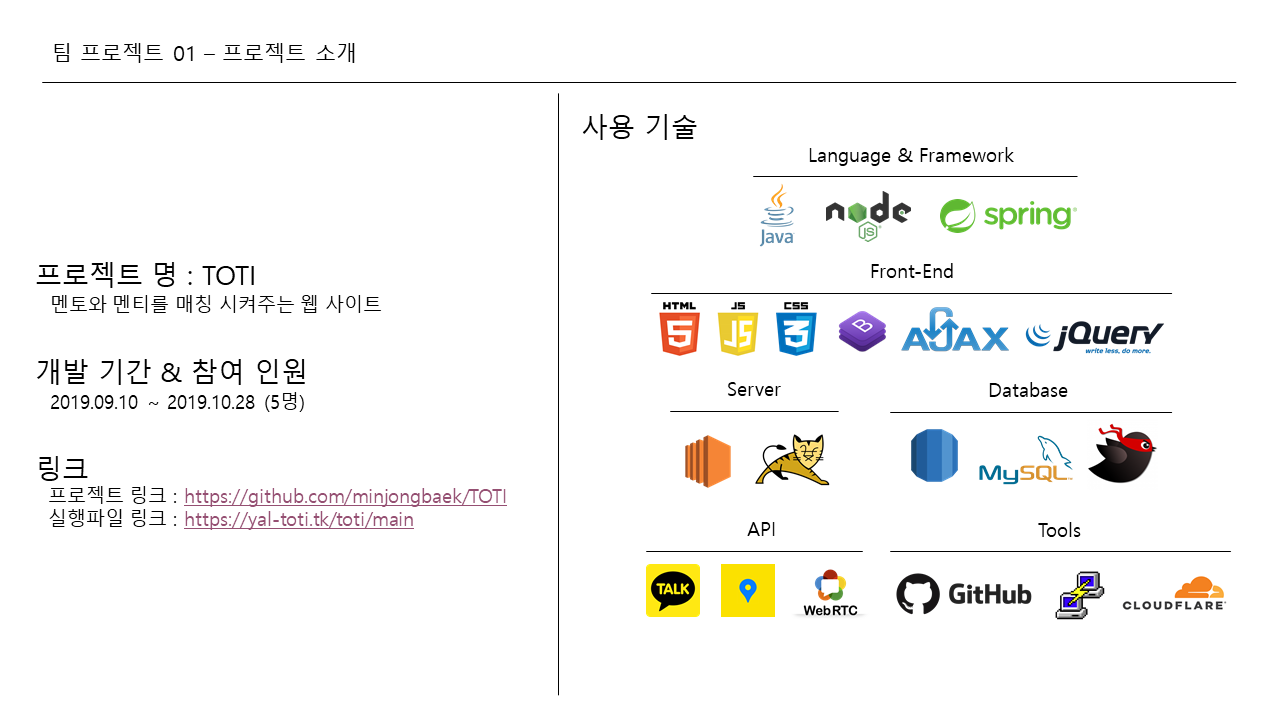 팀 프로젝트 01 – 프로젝트 소개
프로젝트 명 : TOTI
멘토와 멘티를 매칭 시켜주는 웹 사이트
개발 기간 & 참여 인원
2019.09.10 ~ 2019.10.28 (5명)
링크
프로젝트 링크 : https://github.com/minjongbaek/TOTI
실행파일 링크 : https://yal-toti.tk/toti/main
사용 기술
Language & Framework
Java node JS spring
Front-End
HTML JS CSS
5 JS 3 B AJAX jQuery
write less, do more.
Server Database
MySQL
API Tools
TALK WebRTC GitHub CLOUDFLARE